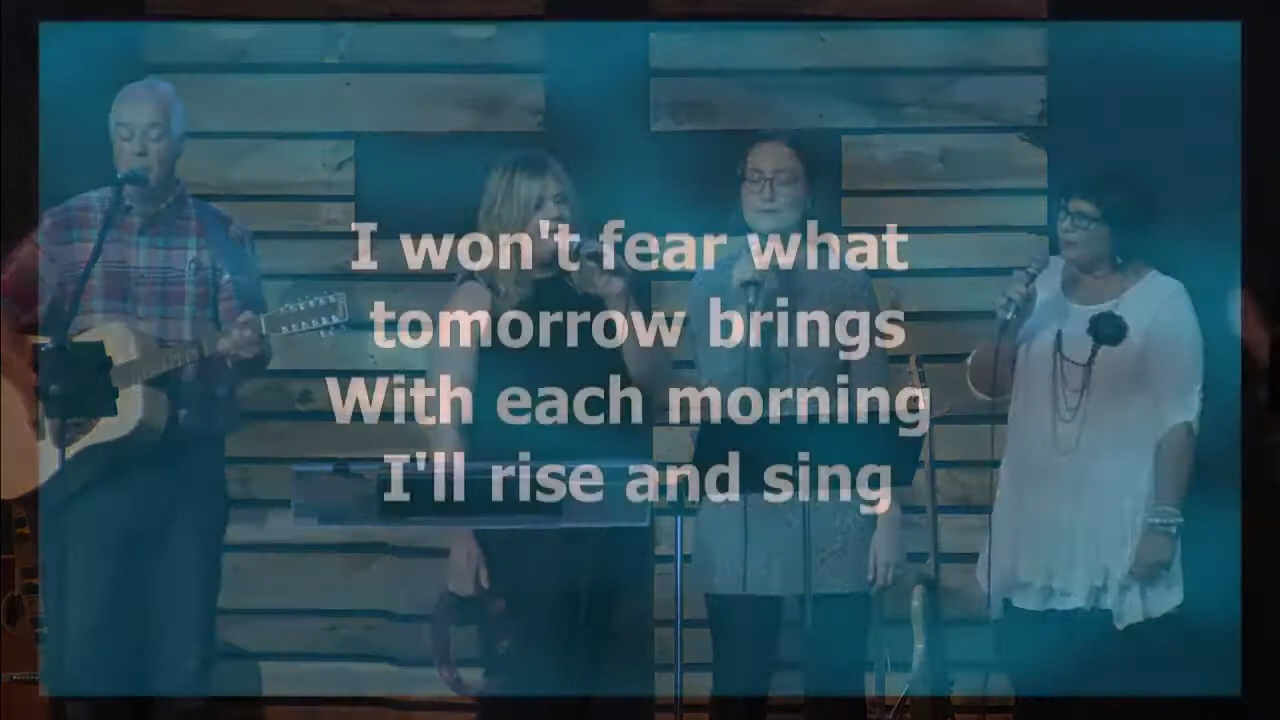 I won't fear what
tomorrow brings
With each morning
I'll rise and sing